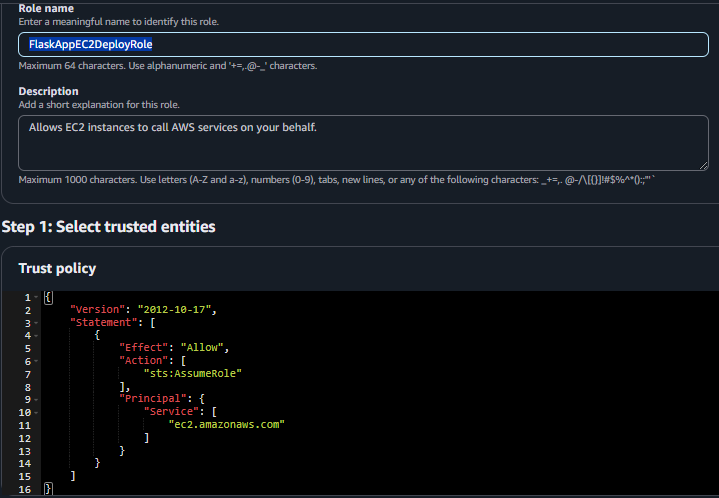 Role name
Enter a meaningful name to identify this role.
FlaskAppEC2DeployRole
Maximum 64 characters. Use alphanumeric and '+=,.@-_' characters.
Description
Add a short explanation for this role.
Allows EC2 instances to call AWS services on your behalf.
Maximum 1000 characters. Use letters (A-Z and a-z), numbers (0-9), tabs, new lines, or any of the following characters: _+=,. @-/\[{}]!#$%^*();:"'`
Step 1: Select trusted entities
Trust policy
1 {
2 "Version": "2012-10-17",
3 "Statement": [
4 {
5 "Effect": "Allow",
6 "Action": [
7 "sts:AssumeRole"
8 ],
9 "Principal": {
10 "Service": [
11 "ec2.amazonaws.com"
12 ]
13 }
14 }
15 ]
16 }